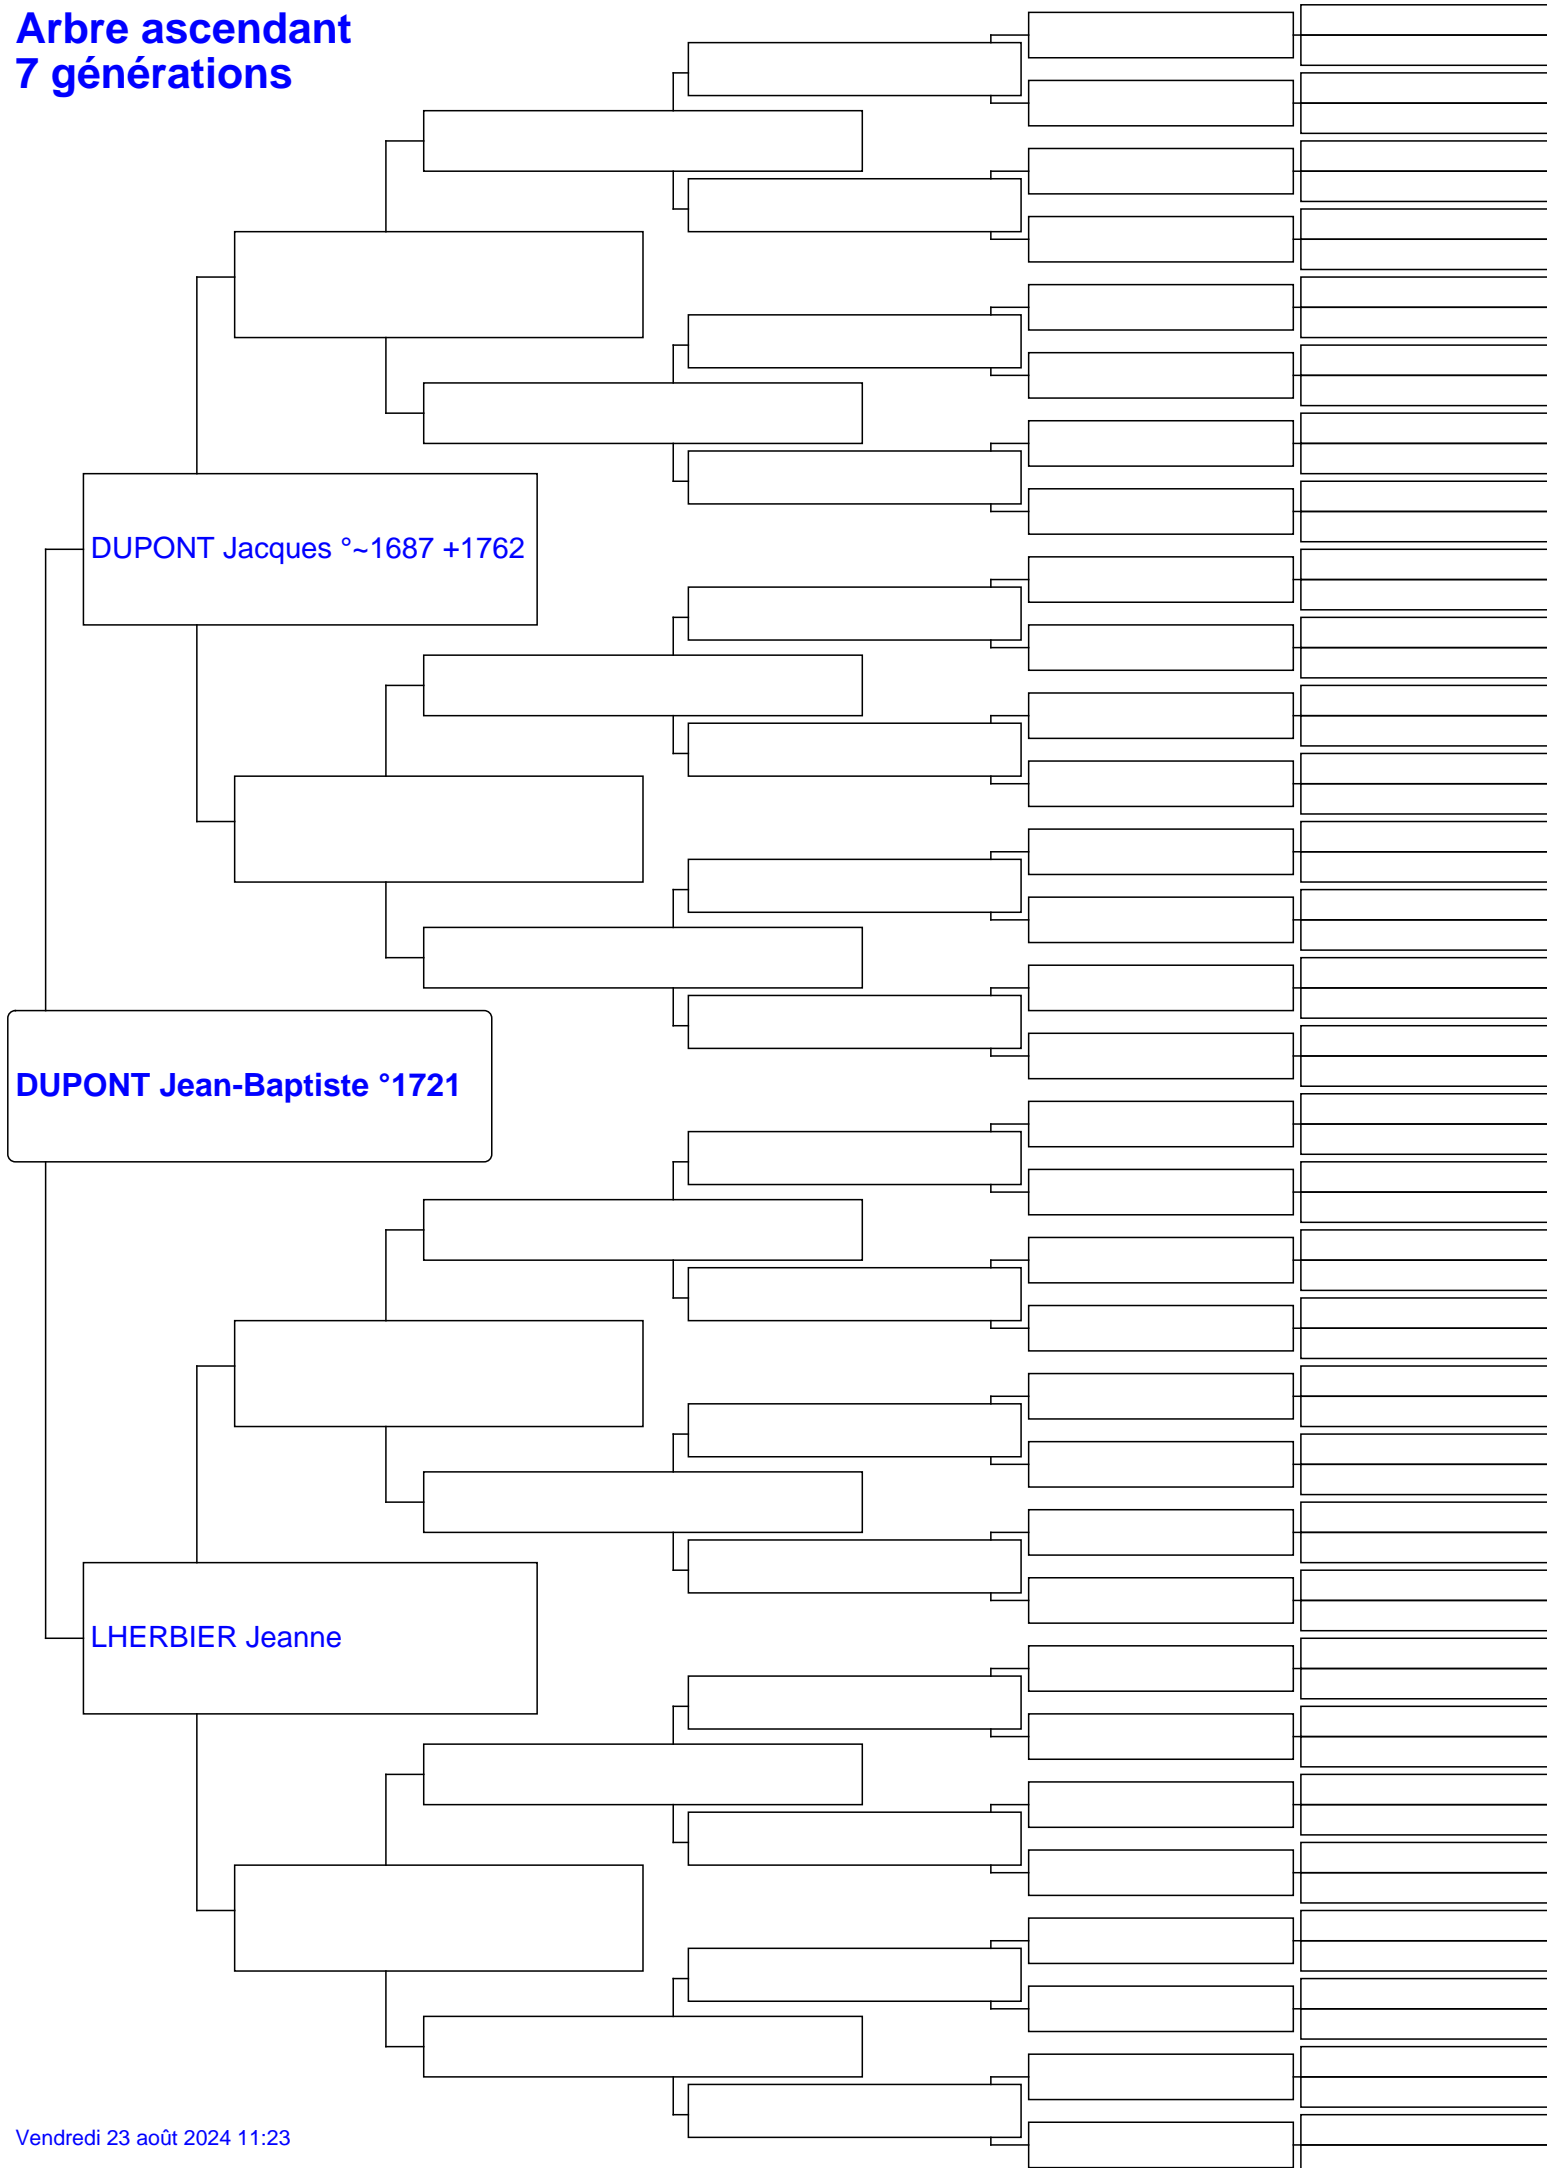 Arbre ascendant
7 générations
DUPONT Jacques °~1687 +1762
DUPONT Jean-Baptiste °1721
LHERBIER Jeanne
Vendredi 23 août 2024 11:23